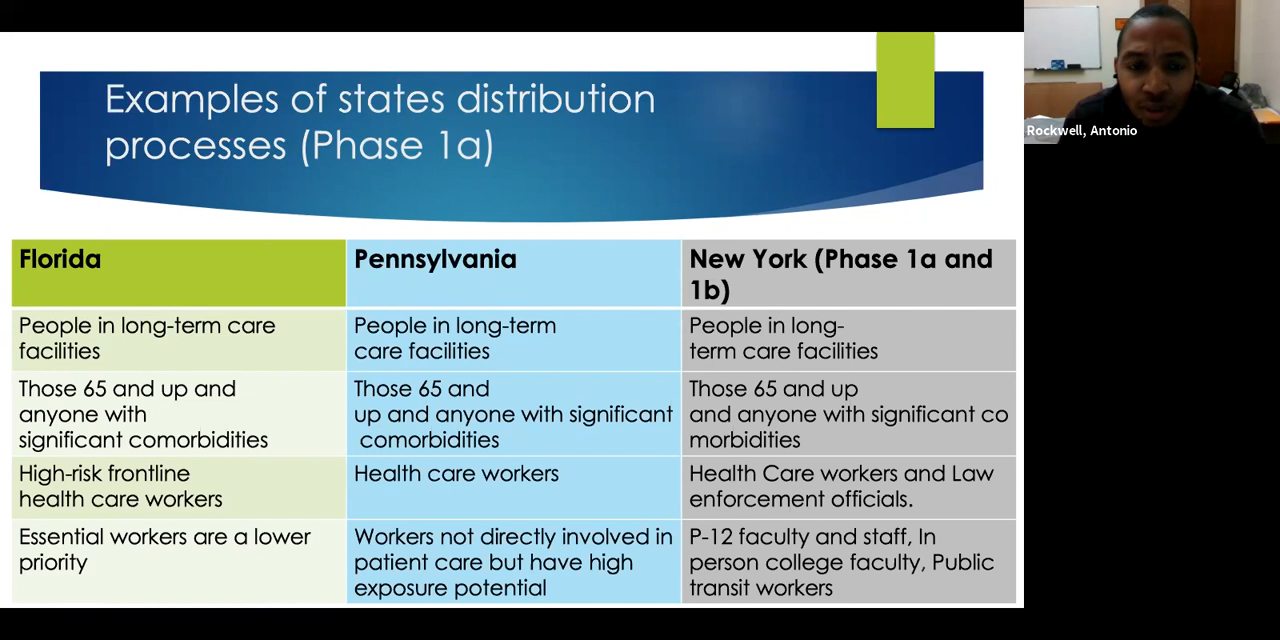 Examples of states distribution
processes (Phase 1a)
Rockwell, Antonio
Florida
Pennsylvania
New York (Phase 1a and
1b)
People in long-term care
facilities
People in long-term
care facilities
People in long-
term care facilities
Those 65 and up and
anyone with
significant comorbidities
Those 65 and
up and anyone with significant
comorbidities
Those 65 and up
and anyone with significant co
morbidities
High-risk frontline
health care workers
Health care workers
Health Care workers and Law
enforcement officials.
Essential workers are a lower
priority
Workers not directly involved in
patient care but have high
exposure potential
P-12 faculty and staff, In
person college faculty, Public
transit workers